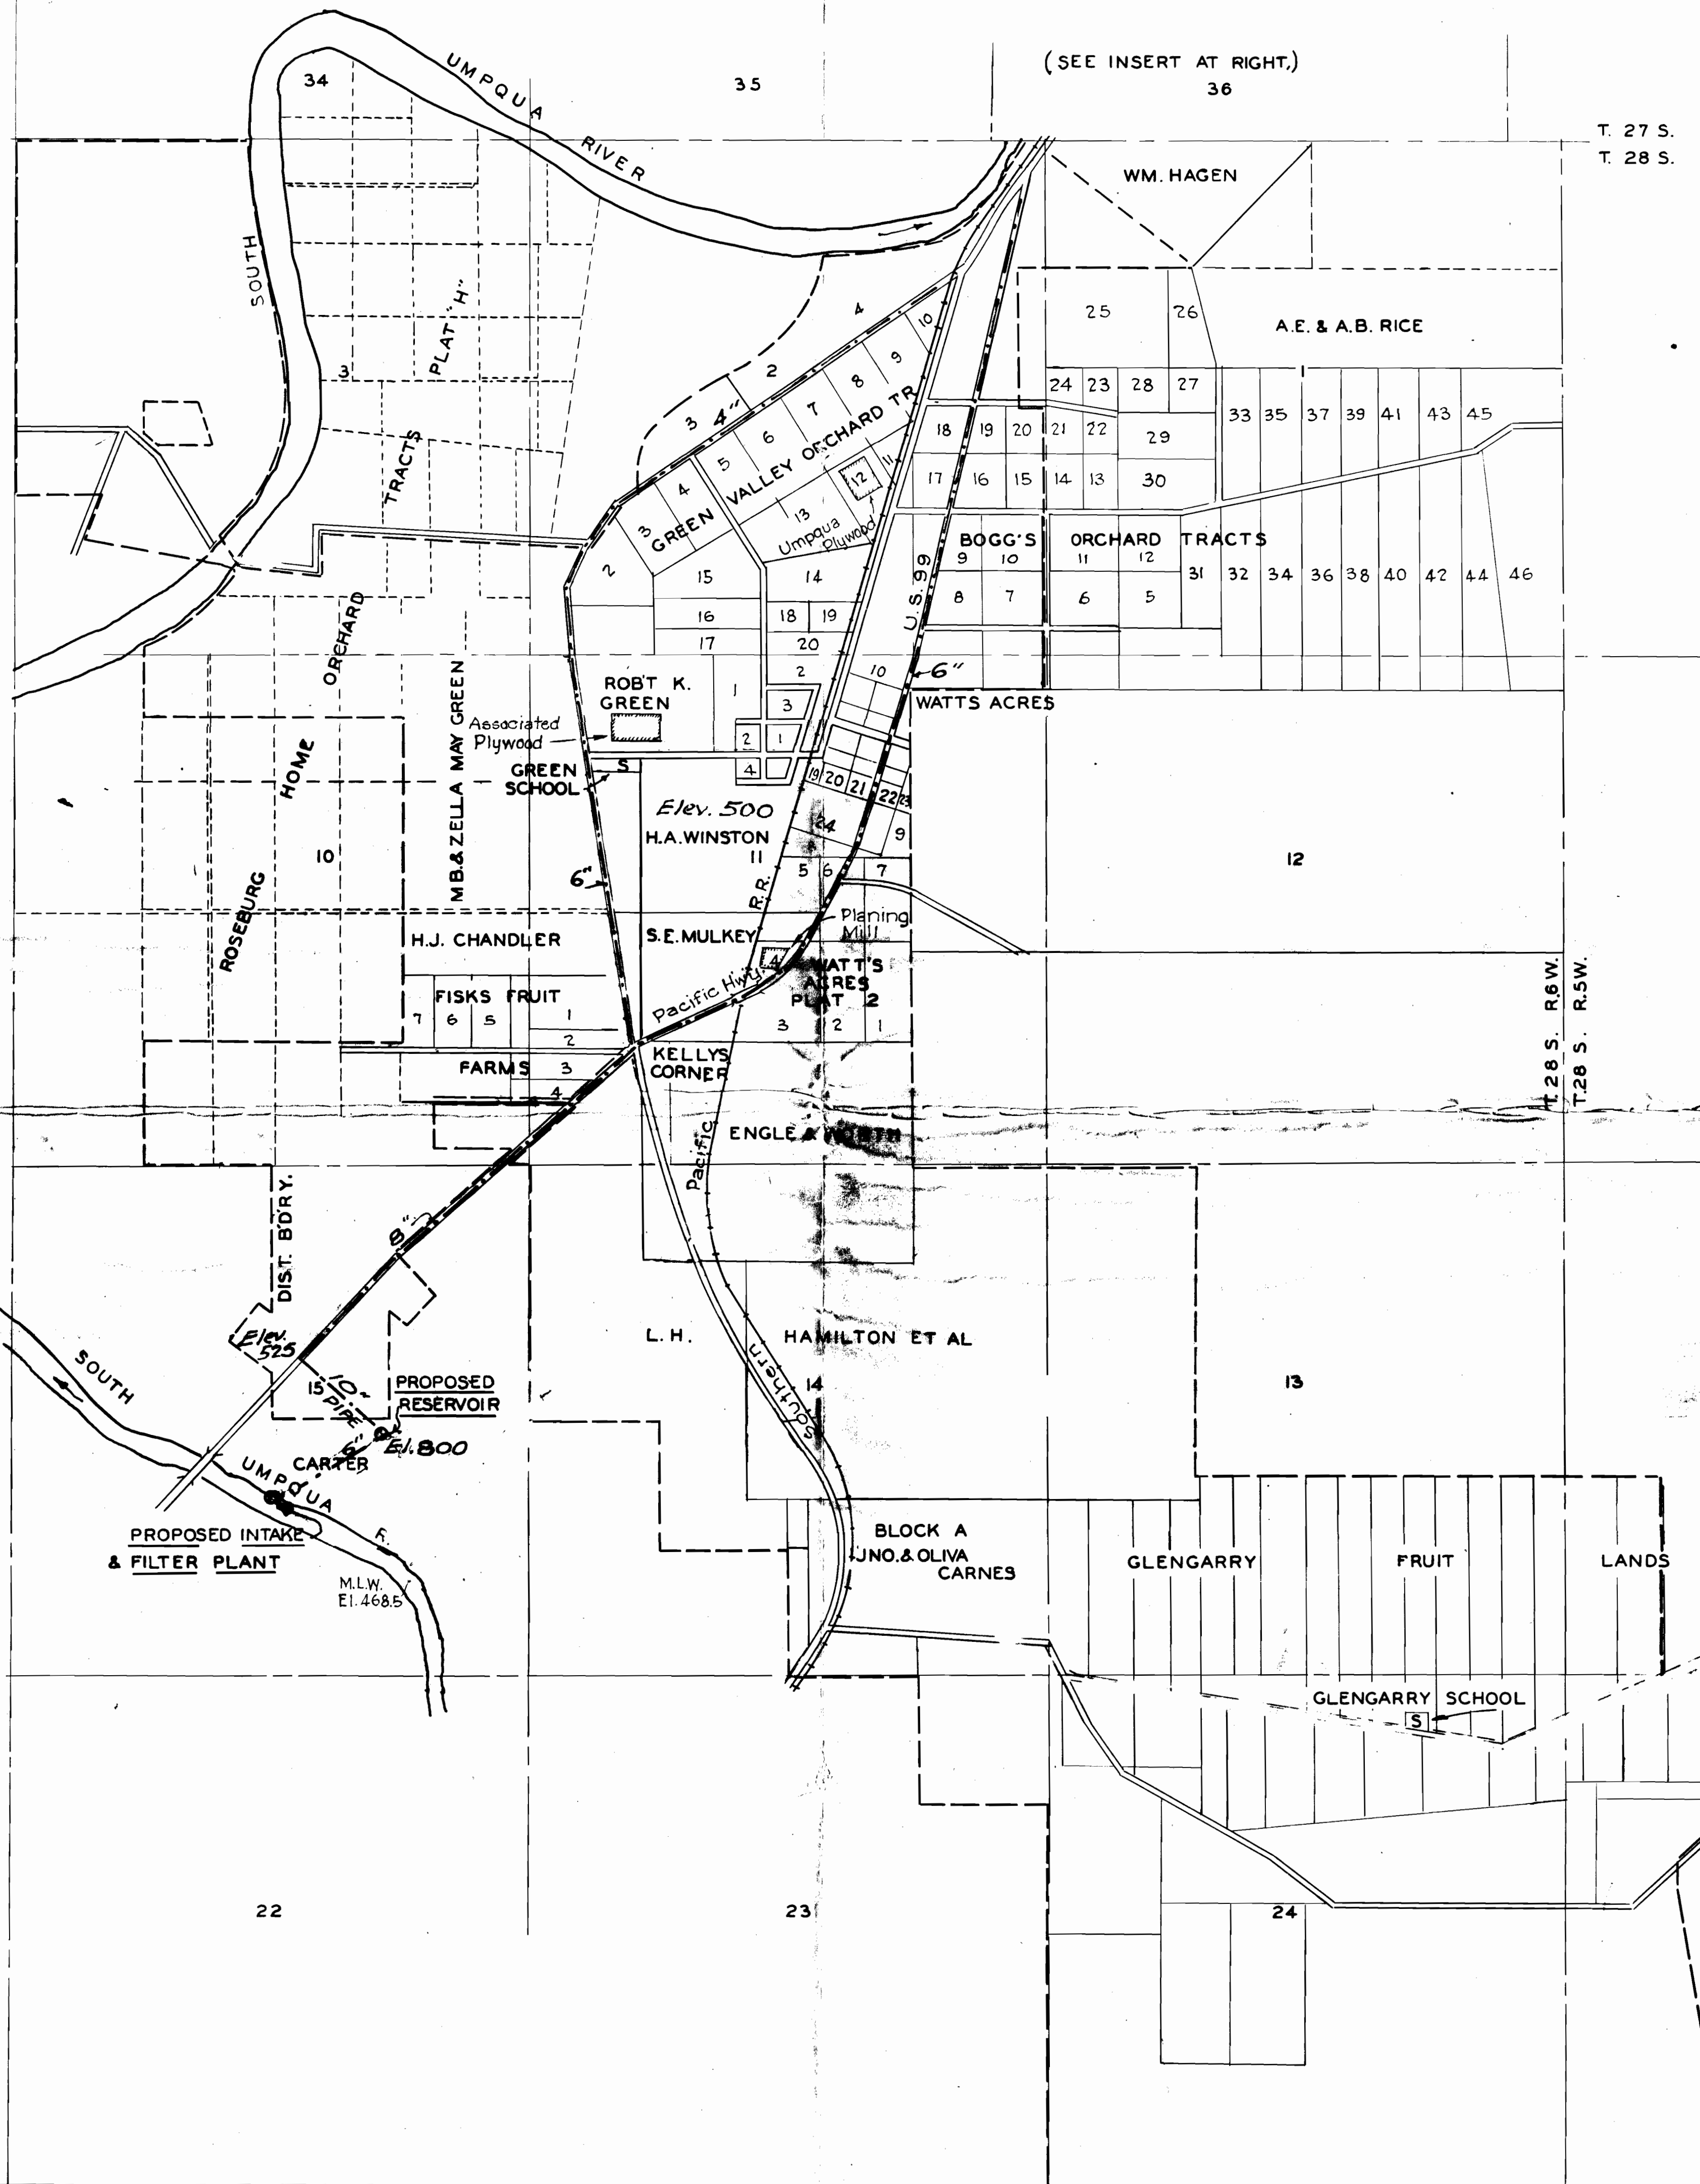 (SEE INSERT AT RIGHT,)
34
35
36
UMPQUA
RIVER
T. 27 S.
T. 28 S.
WM. HAGEN
SOUTH
PLAT "H"
3
TRACTS
4
2
3
4"
10
9
8
7
6
5
4
3
2
GREEN VALLEY ORCHARD TR.
11
12
13
Umpqua
Plywood
25
26
A.E. & A.B. RICE
24
23
28
27
33
35
37
39
41
43
45
18
19
20
21
22
29
17
16
15
14
13
30
BOGG'S ORCHARD TRACTS
9
10
11
12
8
7
6
5
31
32
34
36
38
40
42
44
46
15
14
16
18
19
17
20
U.S. 99
6"
WATTS ACRES
10
ORCHARD
HOME
ROSEBURG
M.B.& ZELLA MAY GREEN
ROB'T K.
GREEN
1
2
3
2
1
4
Associated
Plywood
GREEN
SCHOOL
S
Elev. 500
H.A. WINSTON
11
19
20
21
22
23
24
9
5
6
7
10
12
6"
R.R.
H.J. CHANDLER
S.E. MULKEY
Planing
Mill
4
WATT'S
ACRES
PLAT 2
3
2
1
Pacific Hwy.
FISKS FRUIT
7
6
5
1
2
FARMS
3
4
KELLYS
CORNER
T. 28 S. R.6W.
T.28 S. R.5W.
ENGLE & WORTH
Pacific
DIST. B'D'RY.
8"
L. H. HAMILTON ET AL
Southern
14
13
Elev.
525
15
10"
PIPE
PROPOSED
RESERVOIR
El. 800
6"
CARTER
SOUTH
UMPQUA
R.
PROPOSED INTAKE
& FILTER PLANT
M.L.W.
El. 468.5
BLOCK A
JNO. & OLIVA
CARNES
GLENGARRY FRUIT LANDS
GLENGARRY SCHOOL
S
22
23
24